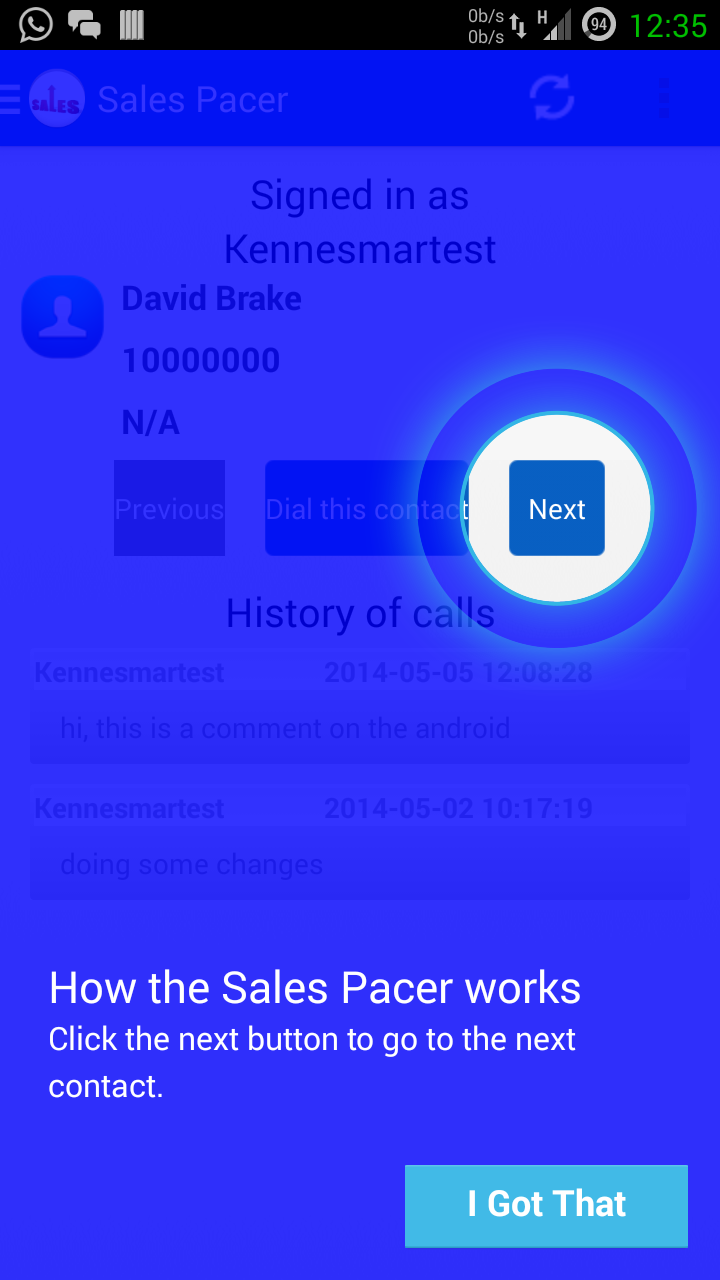 0b/s
0b/s
H
94
12:35
SALES
Sales Pacer
Signed in as
Kennesmartest
David Brake
10000000
N/A
Previous
Dial this contact
Next
History of calls
Kennesmartest 2014-05-05 12:08:28
hi, this is a comment on the android
Kennesmartest 2014-05-02 10:17:19
doing some changes
How the Sales Pacer works
Click the next button to go to the next
contact.
I Got That